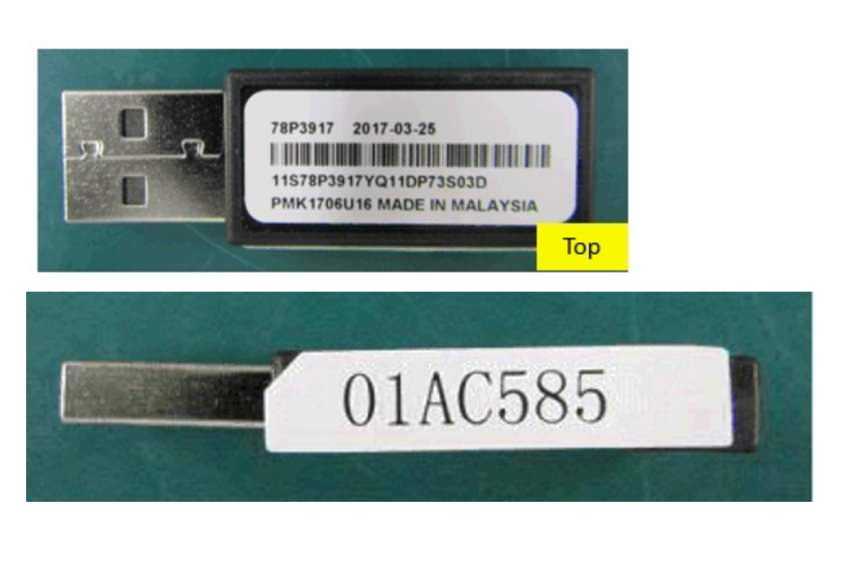 78P3917 2017-03-25
11S78P3917YQ11DP73S03D
PMK1706U16 MADE IN MALAYSIA
Top
01AC585